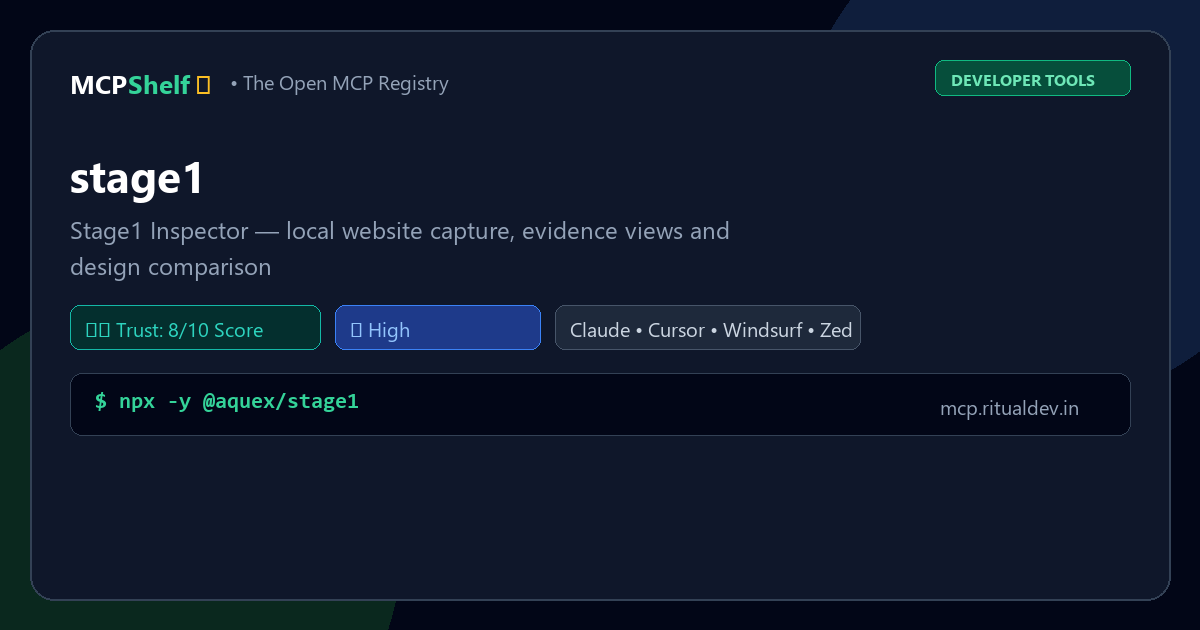 MCPShelf • The Open MCP Registry
DEVELOPER TOOLS
stage1
Stage1 Inspector — local website capture, evidence views and
design comparison
Trust: 8/10 Score
High
Claude • Cursor • Windsurf • Zed
$ npx -y @aquex/stage1
mcp.ritualdev.in